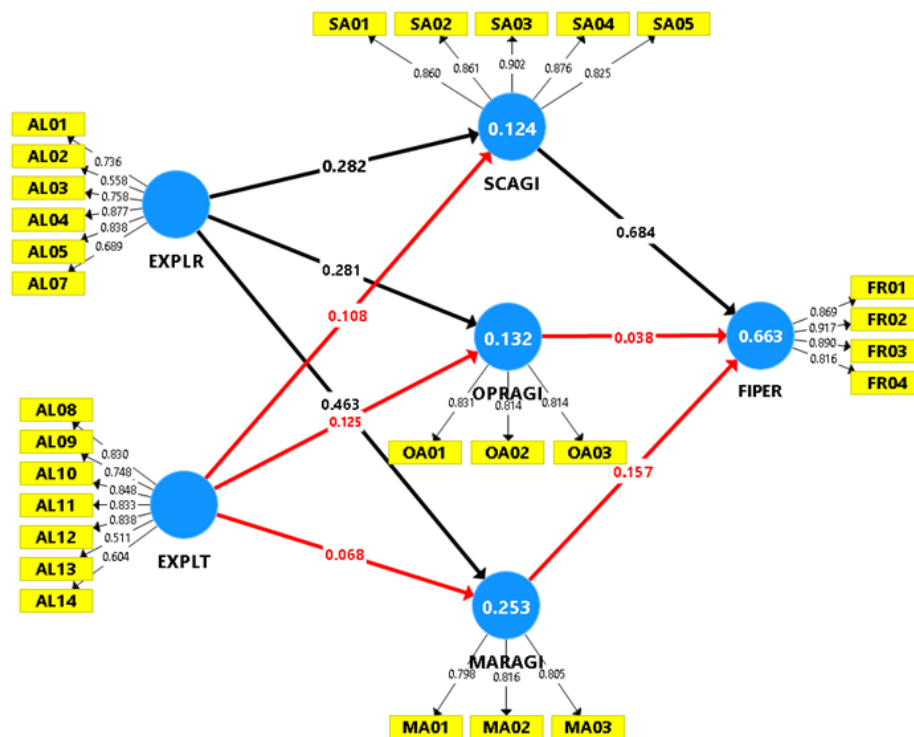 SA01 SA02 SA03 SA04 SA05
0.860 0.861 0.902 0.876 0.825
0.124
SCAGI
AL01
AL02
AL03
AL04
AL05
AL07
0.736
0.558
0.758
0.877
0.838
0.689
EXPLR
0.282
0.281
0.463
0.684
0.108
0.125
0.068
0.132
OPRAGI
0.831 0.814 0.814
OA01 OA02 OA03
0.038
0.157
0.663
FIPER
0.869
0.917
0.890
0.816
FR01
FR02
FR03
FR04
AL08
AL09
AL10
AL11
AL12
AL13
AL14
0.830
0.748
0.848
0.833
0.838
0.511
0.604
EXPLT
0.253
MARAGI
0.798 0.816 0.805
MA01 MA02 MA03